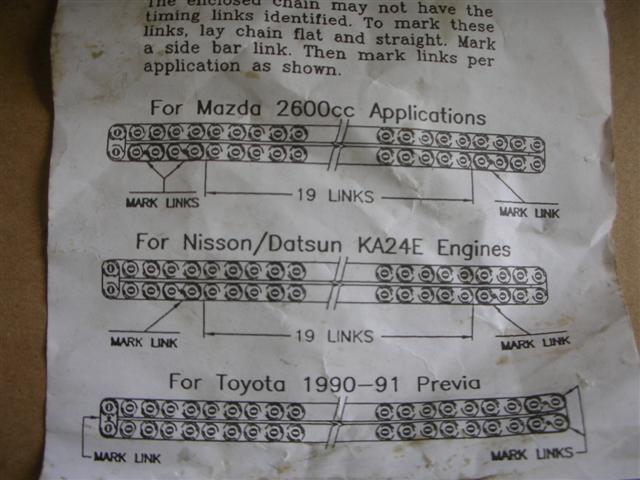 The enclosed chain may not have the
timing links identified. To mark these
links, lay chain flat and straight. Mark
a side bar link. Then mark links per
application as shown.
For Mazda 2600cc Applications
MARK LINKS
19 LINKS
MARK LINK
For Nisson/Datsun KA24E Engines
MARK LINK
19 LINKS
MARK LINK
For Toyota 1990-91 Previa
MARK LINK
MARK LINKS